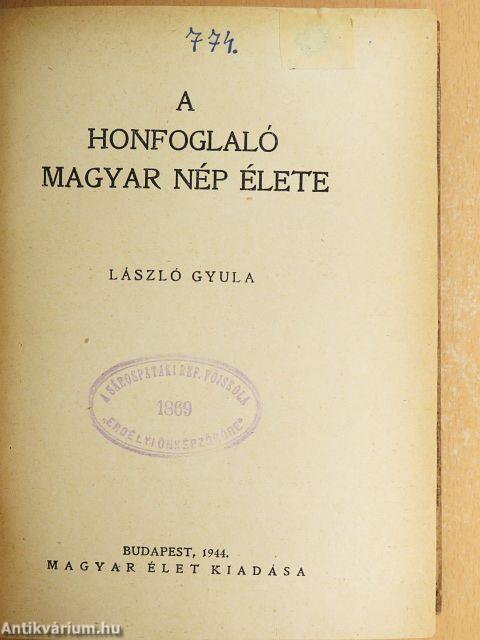 774.
A
HONFOGLALÓ
MAGYAR NÉP ÉLETE
LÁSZLÓ GYULA
A SÁROSPATAKI REF. FŐISKOLA
1869
„ERDÉLYI ÖNKÉPZŐKÖRE"
BUDAPEST, 1944.
MAGYAR ÉLET KIADÁSA
Antikvárium.hu